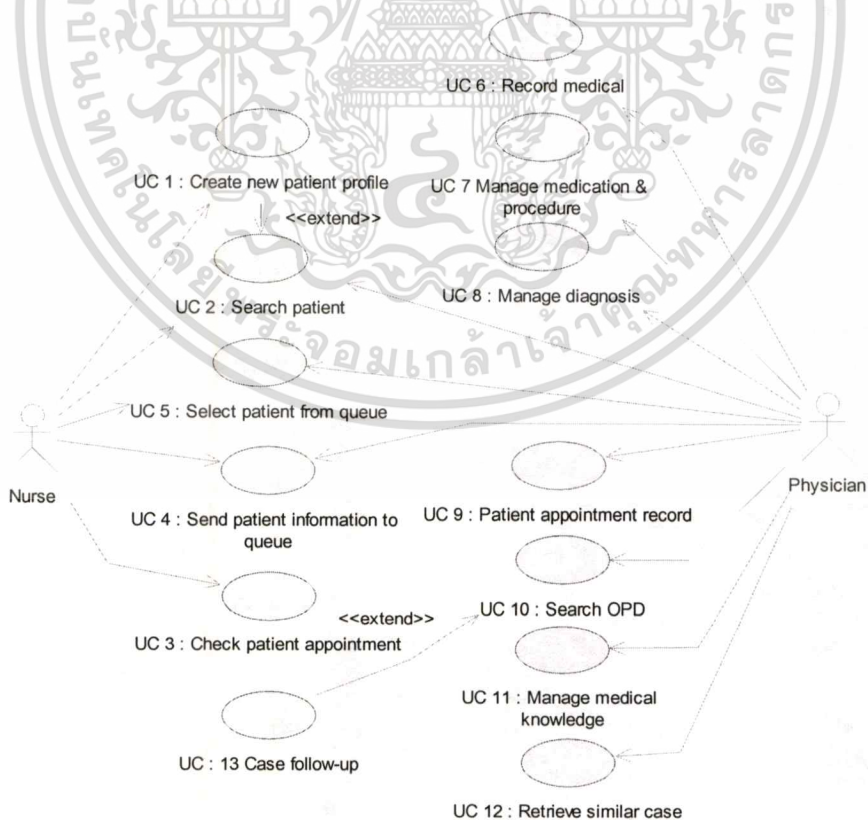 UC 6 : Record medical
UC 1 : Create new patient profile
UC 7 Manage medication &
procedure
<<extend>>
UC 2 : Search patient
UC 8 : Manage diagnosis
UC 5 : Select patient from queue
Nurse
Physician
UC 4 : Send patient information to
queue
UC 9 : Patient appointment record
<<extend>>
UC 10 : Search OPD
UC 3 : Check patient appointment
UC 11 : Manage medical
knowledge
UC : 13 Case follow-up
UC 12 : Retrieve similar case